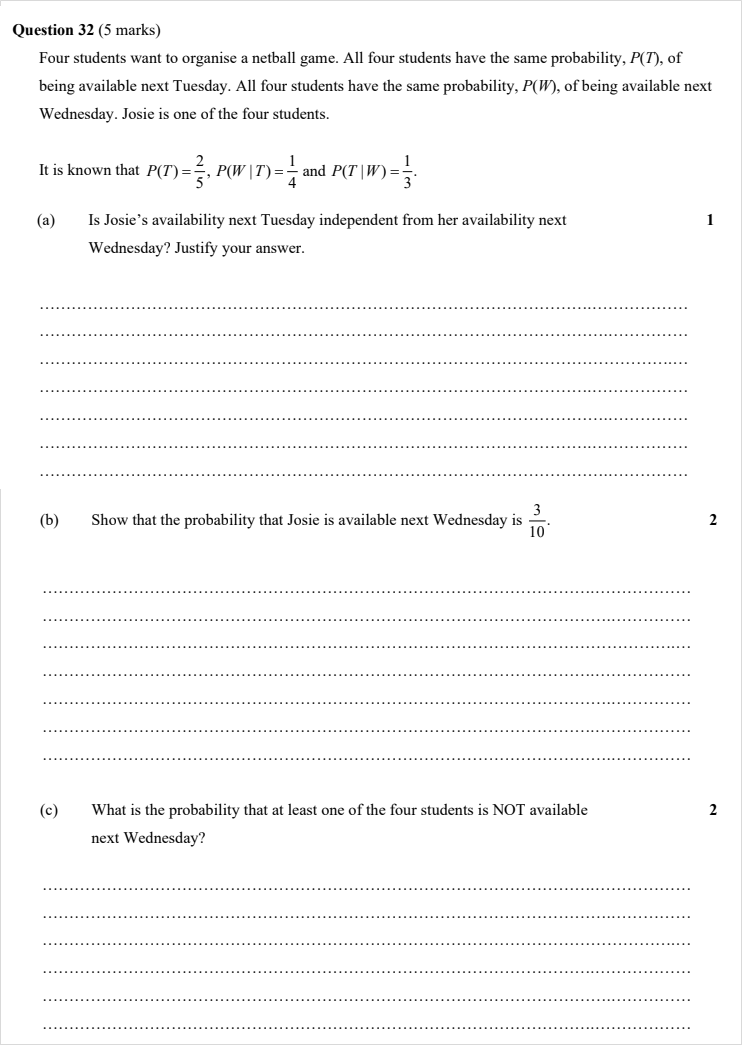 Question 32 (5 marks)
Four students want to organise a netball game. All four students have the same probability, P(T), of
being available next Tuesday. All four students have the same probability, P(W), of being available next
Wednesday. Josie is one of the four students.
It is known that P(T) = 2/5, P(W | T) = 1/4 and P(T | W) = 1/3.
(a) Is Josie's availability next Tuesday independent from her availability next 1
Wednesday? Justify your answer.
(b) Show that the probability that Josie is available next Wednesday is 3/10. 2
(c) What is the probability that at least one of the four students is NOT available 2
next Wednesday?